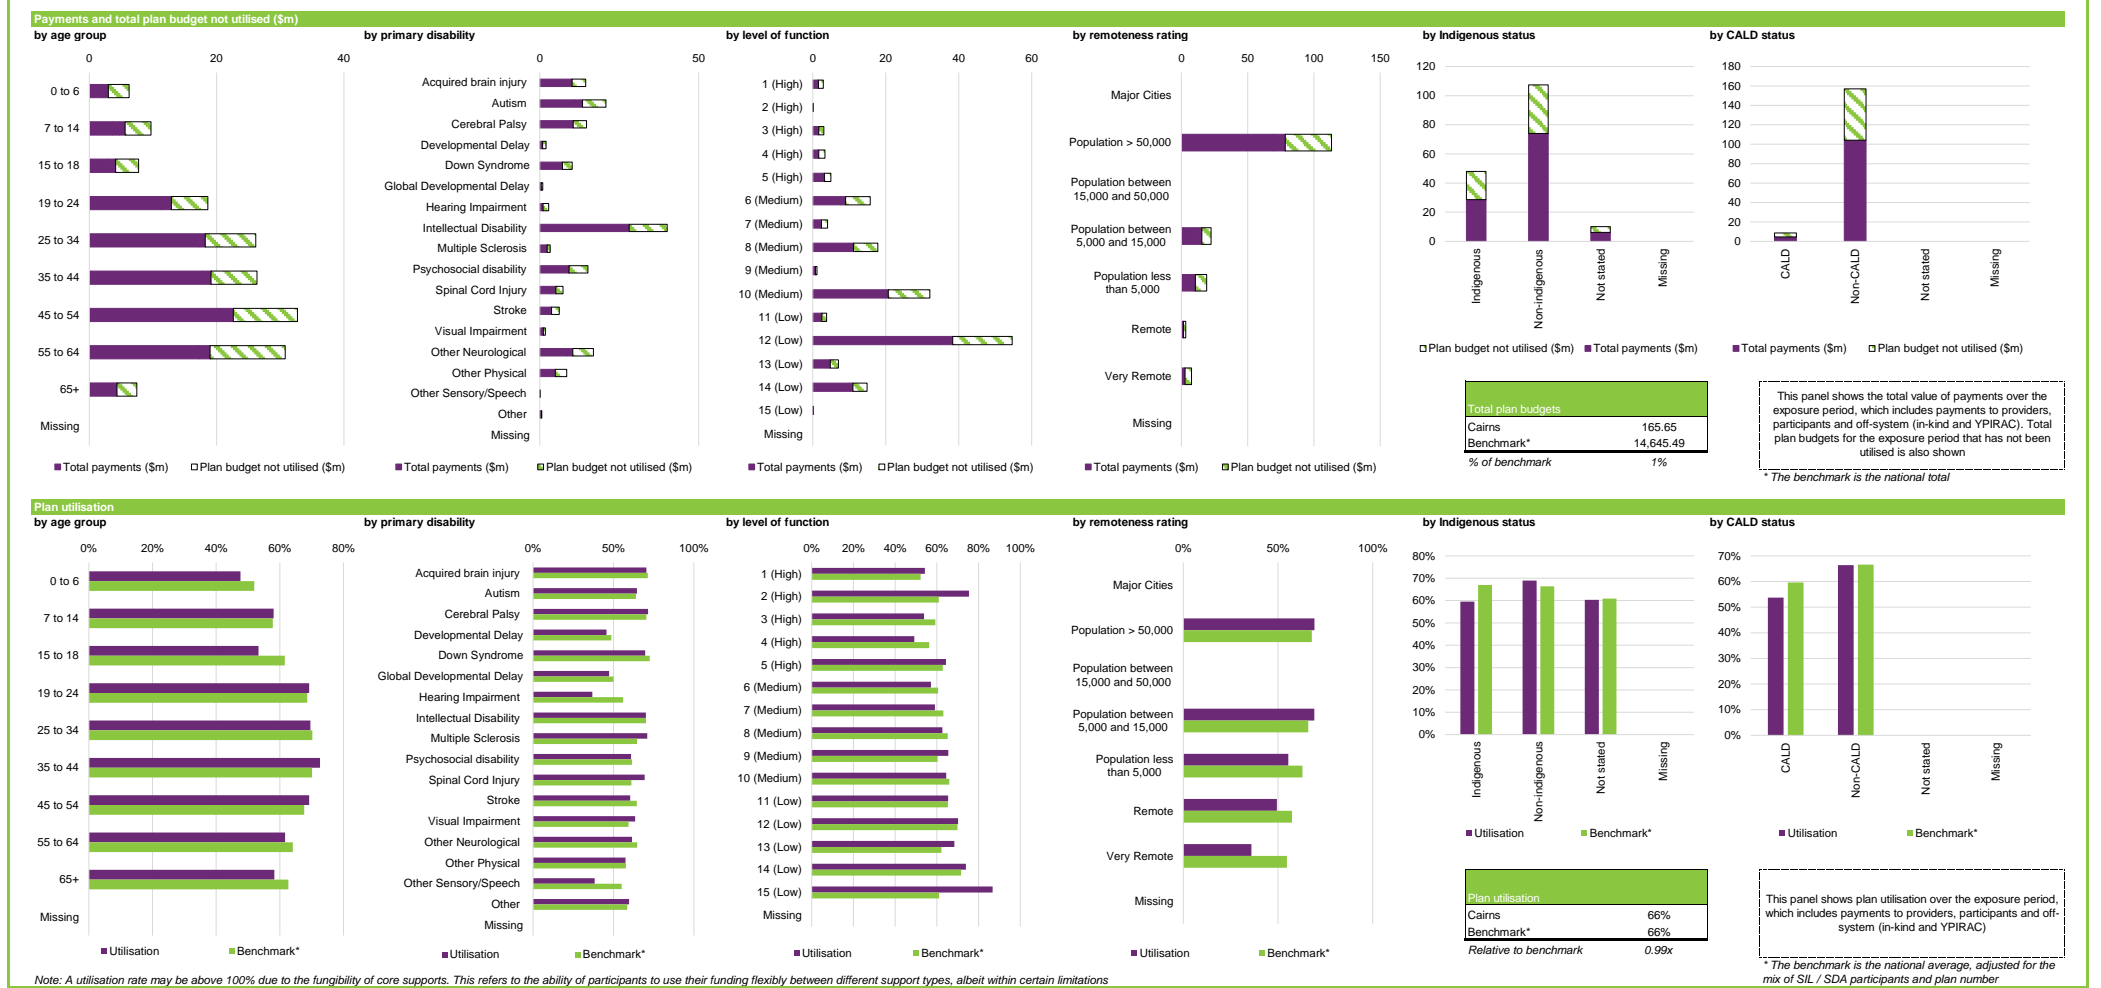 Payments and total plan budget not utilised ($m)
by age group
0 20 40
0 to 6
7 to 14
15 to 18
19 to 24
25 to 34
35 to 44
45 to 54
55 to 64
65+
Missing
Total payments ($m) Plan budget not utilised ($m)
by primary disability
0 50
Acquired brain injury
Autism
Cerebral Palsy
Developmental Delay
Down Syndrome
Global Developmental Delay
Hearing Impairment
Intellectual Disability
Multiple Sclerosis
Psychosocial disability
Spinal Cord Injury
Stroke
Visual Impairment
Other Neurological
Other Physical
Other Sensory/Speech
Other
Missing
Total payments ($m) Plan budget not utilised ($m)
by level of function
0 20 40 60
1 (High)
2 (High)
3 (High)
4 (High)
5 (High)
6 (Medium)
7 (Medium)
8 (Medium)
9 (Medium)
10 (Medium)
11 (Low)
12 (Low)
13 (Low)
14 (Low)
15 (Low)
Missing
Total payments ($m) Plan budget not utilised ($m)
by remoteness rating
0 50 100 150
Major Cities
Population > 50,000
Population between
15,000 and 50,000
Population between
5,000 and 15,000
Population less
than 5,000
Remote
Very Remote
Missing
Total payments ($m) Plan budget not utilised ($m)
by Indigenous status
120
100
80
60
40
20
0
Indigenous
Non-indigenous
Not stated
Missing
Plan budget not utilised ($m) Total payments ($m)
by CALD status
180
160
140
120
100
80
60
40
20
0
CALD
Non-CALD
Not stated
Missing
Total payments ($m) Plan budget not utilised ($m)
Total plan budgets
Cairns 165.65
Benchmark* 14,645.49
% of benchmark 1%
This panel shows the total value of payments over the
exposure period, which includes payments to providers,
participants and off-system (in-kind and YPIRAC). Total
plan budgets for the exposure period that has not been
utilised is also shown
* The benchmark is the national total
Plan utilisation
by age group
0% 20% 40% 60% 80%
0 to 6
7 to 14
15 to 18
19 to 24
25 to 34
35 to 44
45 to 54
55 to 64
65+
Missing
Utilisation Benchmark*
by primary disability
0% 50% 100%
Acquired brain injury
Autism
Cerebral Palsy
Developmental Delay
Down Syndrome
Global Developmental Delay
Hearing Impairment
Intellectual Disability
Multiple Sclerosis
Psychosocial disability
Spinal Cord Injury
Stroke
Visual Impairment
Other Neurological
Other Physical
Other Sensory/Speech
Other
Missing
Utilisation Benchmark*
by level of function
0% 20% 40% 60% 80% 100%
1 (High)
2 (High)
3 (High)
4 (High)
5 (High)
6 (Medium)
7 (Medium)
8 (Medium)
9 (Medium)
10 (Medium)
11 (Low)
12 (Low)
13 (Low)
14 (Low)
15 (Low)
Missing
Utilisation Benchmark*
by remoteness rating
0% 50% 100%
Major Cities
Population > 50,000
Population between
15,000 and 50,000
Population between
5,000 and 15,000
Population less
than 5,000
Remote
Very Remote
Missing
Utilisation Benchmark*
by Indigenous status
80%
70%
60%
50%
40%
30%
20%
10%
0%
Indigenous
Non-indigenous
Not stated
Missing
Utilisation Benchmark*
by CALD status
70%
60%
50%
40%
30%
20%
10%
0%
CALD
Non-CALD
Not stated
Missing
Utilisation Benchmark*
Plan utilisation
Cairns 66%
Benchmark* 66%
Relative to benchmark 0.99x
This panel shows plan utilisation over the exposure period,
which includes payments to providers, participants and off-
system (in-kind and YPIRAC)
* The benchmark is the national average, adjusted for the
mix of SIL / SDA participants and plan number
Note: A utilisation rate may be above 100% due to the fungibility of core supports. This refers to the ability of participants to use their funding flexibly between different support types, albeit within certain limitations